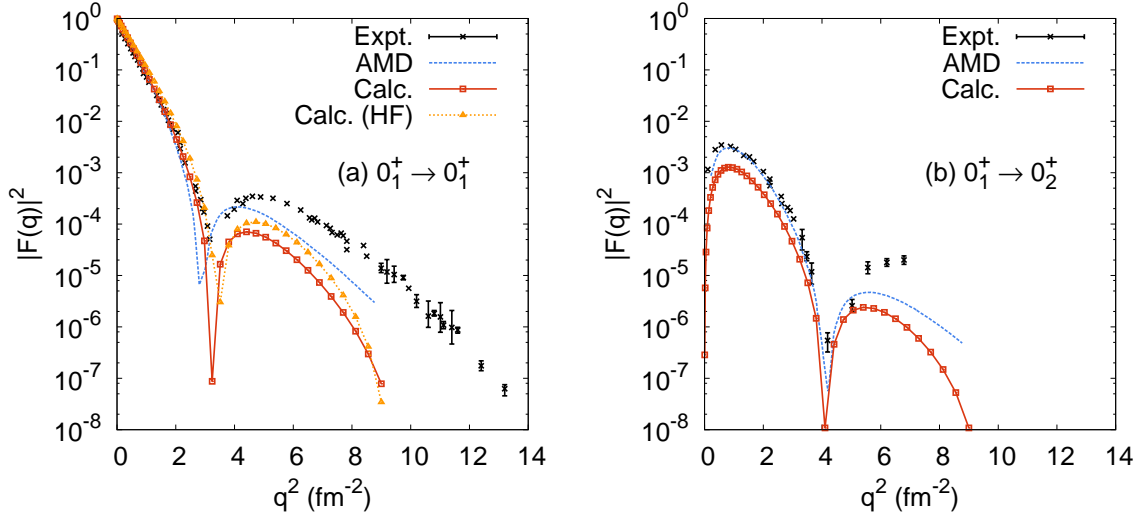 10^0
10^-1
10^-2
10^-3
10^-4
10^-5
10^-6
10^-7
10^-8
|F(q)|^2
0 2 4 6 8 10 12 14
q^2 (fm^-2)
Expt.
AMD
Calc.
Calc. (HF)
(a) 0_1^+ → 0_1^+
10^0
10^-1
10^-2
10^-3
10^-4
10^-5
10^-6
10^-7
10^-8
|F(q)|^2
0 2 4 6 8 10 12 14
q^2 (fm^-2)
Expt.
AMD
Calc.
(b) 0_1^+ → 0_2^+